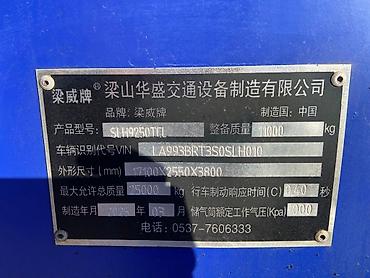 梁威牌 梁山华盛交通设备制造有限公司
品牌：梁威牌 制造国：中国
产品型号： SLH9250TCL 整备质量 11000 kg
车辆识别代号VIN LA993BRT3S0SLH010
外形尺寸（mm） 17100X2550X3800
最大允许总质量 25000 kg 行车制动响应时间(C) 0.40 S
制造年月 年 03 月 储气筒额定工作气压(Kpa)
电话：0537-7606333